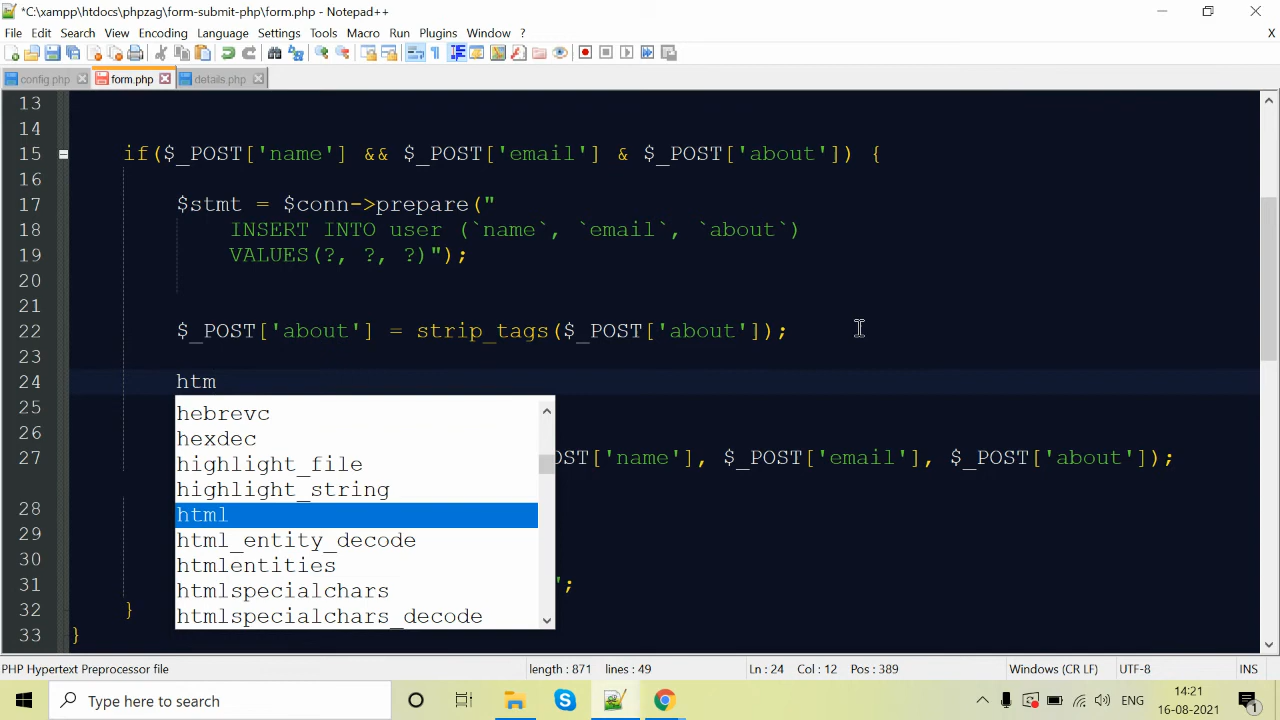 *C:\xampp\htdocs\phpzag\form-submit-php\form.php - Notepad++
File Edit Search View Encoding Language Settings Tools Macro Run Plugins Window ? X
config.php form.php details.php
13
14
15 if($_POST['name'] && $_POST['email'] & $_POST['about']) {
16
17 $stmt = $conn->prepare("
18 INSERT INTO user (`name`, `email`, `about`)
19 VALUES(?, ?, ?)");
20
21
22 $_POST['about'] = strip_tags($_POST['about']);
23
24 htm
hebrevc
hexdec
highlight_file
highlight_string
html
html_entity_decode
htmlentities
htmlspecialchars
htmlspecialchars_decode
25
26
27 OST['name'], $_POST['email'], $_POST['about']);
28
29
30
31 ";
32 }
33 }
PHP Hypertext Preprocessor file length : 871 lines : 49 Ln : 24 Col : 12 Pos : 389 Windows (CR LF) UTF-8 INS
Type here to search ENG 14:21
16-08-2021 1